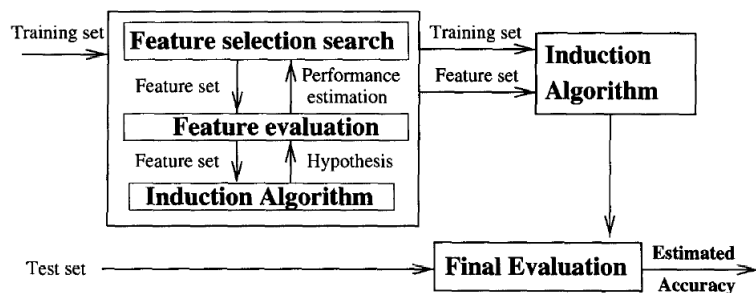 Training set
Feature selection search
Training set
Feature set
Performance
estimation
Feature set
Induction
Algorithm
Feature evaluation
Feature set
Hypothesis
Induction Algorithm
Test set
Final Evaluation
Estimated
Accuracy